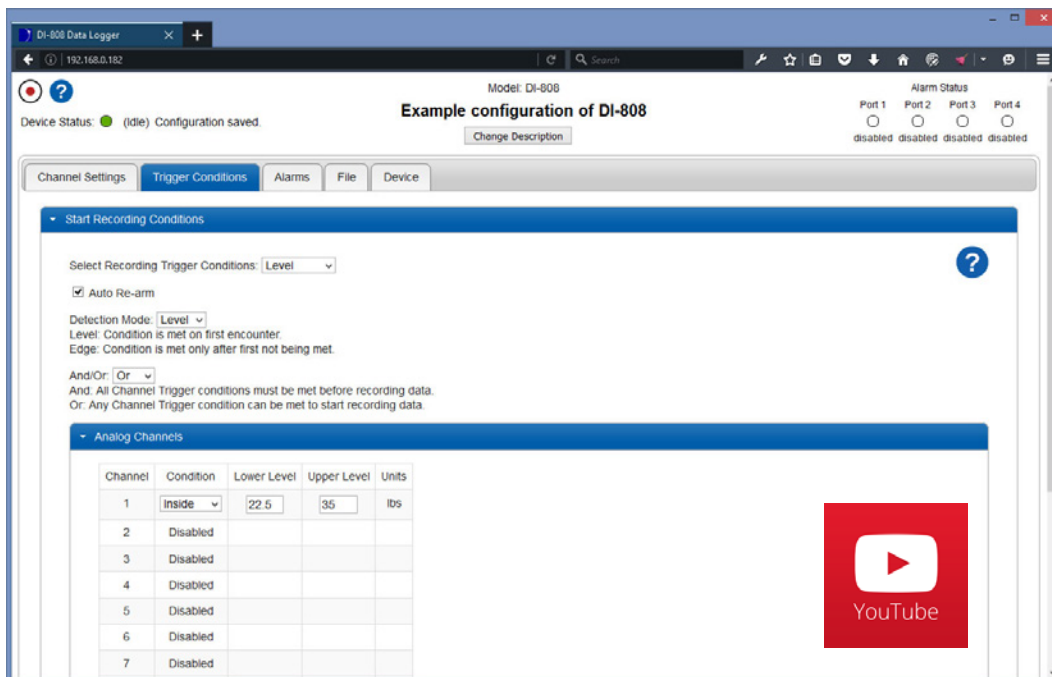 DI-808 Data Logger
192.168.0.182
Search
Model: DI-808
Example configuration of DI-808
Change Description
Device Status: (Idle) Configuration saved.
Alarm Status
Port 1 Port 2 Port 3 Port 4
disabled disabled disabled disabled
Channel Settings Trigger Conditions Alarms File Device
Start Recording Conditions
Select Recording Trigger Conditions: Level
Auto Re-arm
Detection Mode: Level
Level: Condition is met on first encounter.
Edge: Condition is met only after first not being met.
And/Or: Or
And: All Channel Trigger conditions must be met before recording data.
Or: Any Channel Trigger condition can be met to start recording data.
Analog Channels
Channel Condition Lower Level Upper Level Units
1 Inside 22.5 35 lbs
2 Disabled
3 Disabled
4 Disabled
5 Disabled
6 Disabled
7 Disabled
YouTube